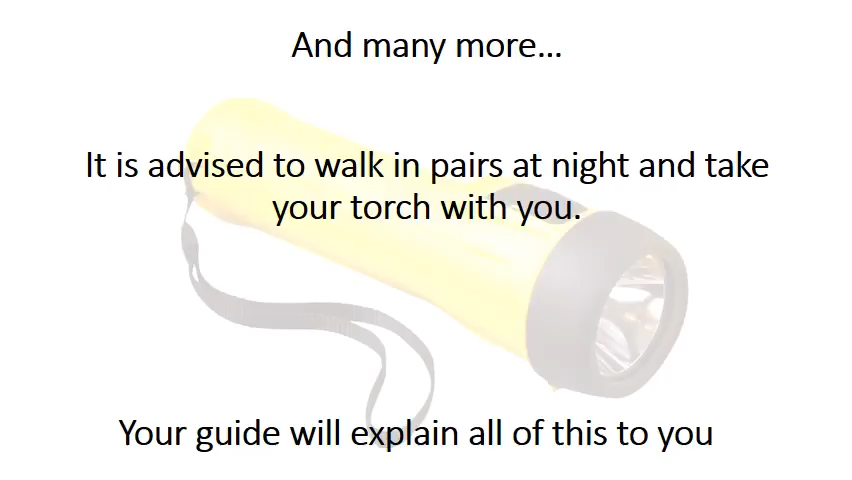 And many more...
It is advised to walk in pairs at night and take
your torch with you.
Your guide will explain all of this to you